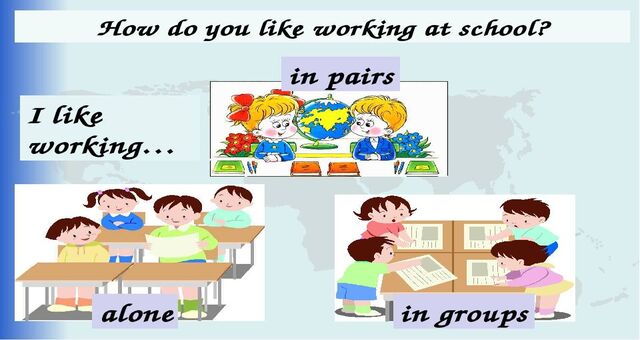 How do you like working at school?
in pairs
I like
working...
alone
in groups